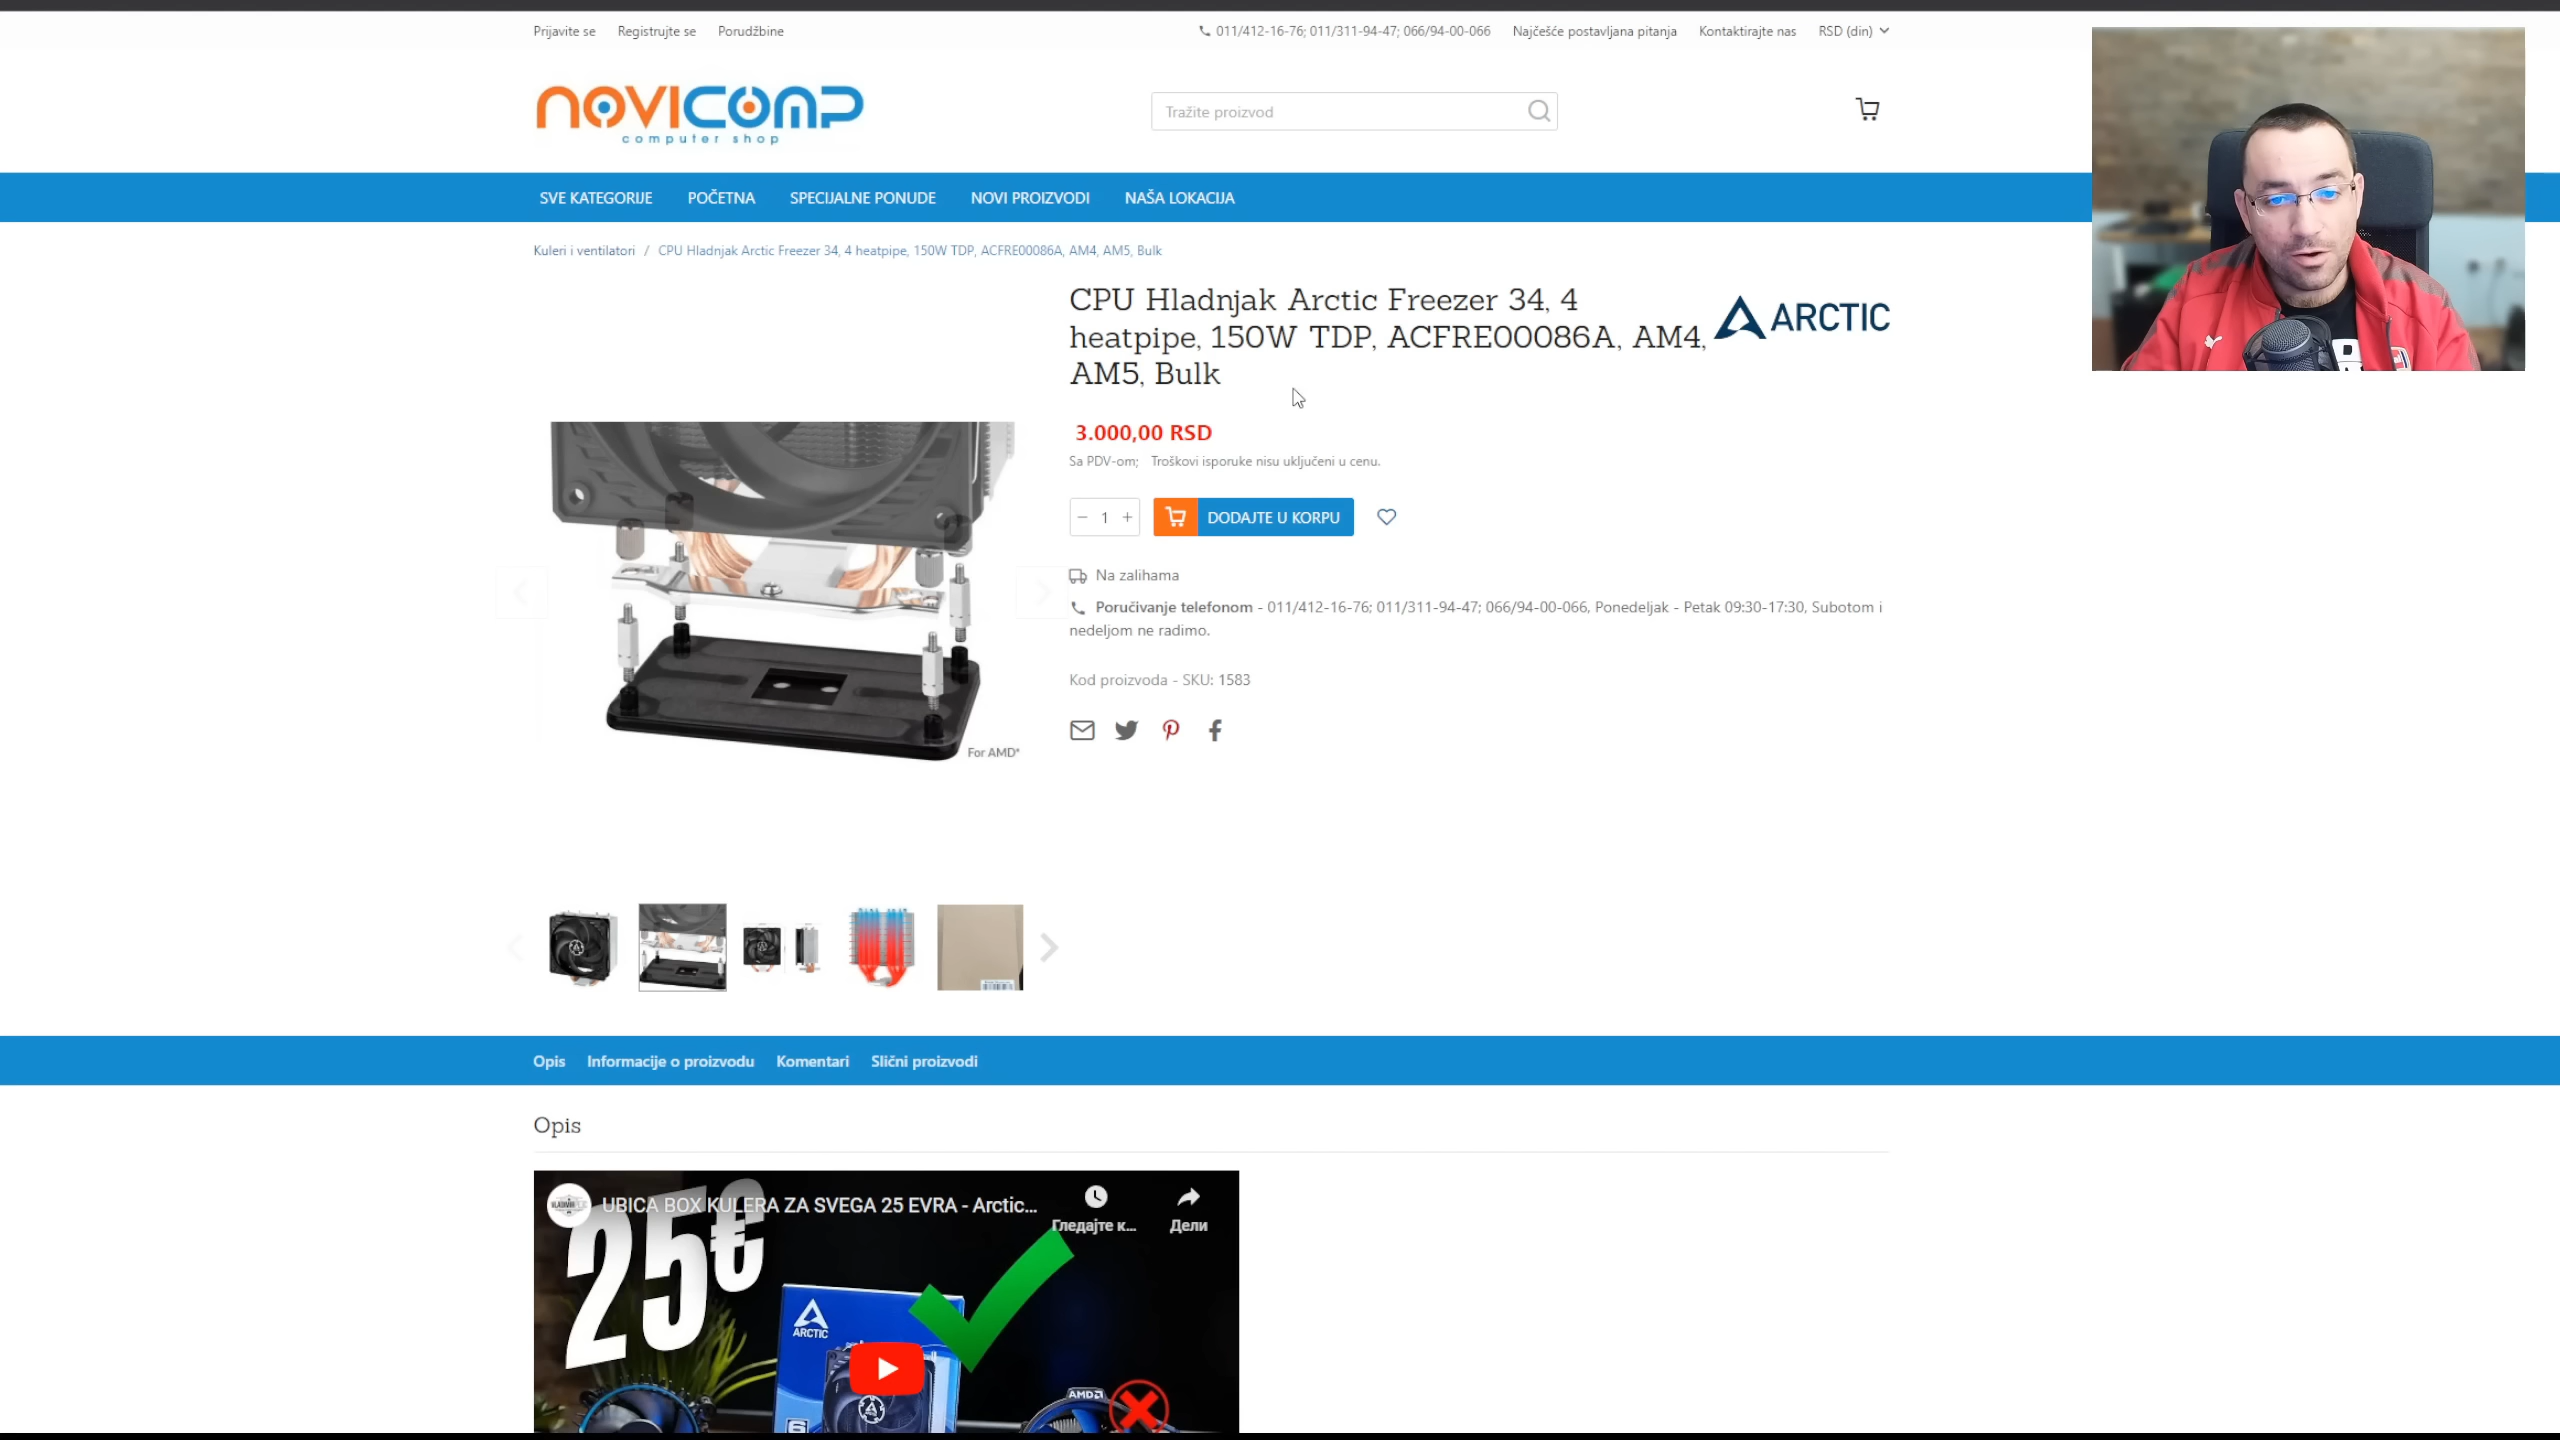 Prijavite se
Registrujte se
Porudžbine
011/412-16-76; 011/311-94-47; 066/94-00-066
Najčešće postavljana pitanja
Kontaktirajte nas
RSD (din)
NOVICOMP
computer shop
Tražite proizvod
SVE KATEGORIJE
POČETNA
SPECIJALNE PONUDE
NOVI PROIZVODI
NAŠA LOKACIJA
Kuleri i ventilatori / CPU Hladnjak Arctic Freezer 34, 4 heatpipe, 150W TDP, ACFRE00086A, AM4, AM5, Bulk
CPU Hladnjak Arctic Freezer 34, 4
heatpipe, 150W TDP, ACFRE00086A, AM4,
AM5, Bulk
ARCTIC
3.000,00 RSD
Sa PDV-om; Troškovi isporuke nisu uključeni u cenu.
− 1 +
DODAJTE U KORPU
Na zalihama
Poručivanje telefonom - 011/412-16-76; 011/311-94-47; 066/94-00-066, Ponedeljak - Petak 09:30-17:30, Subotom i
nedeljom ne radimo.
Kod proizvoda - SKU: 1583
For AMD*
Opis
Informacije o proizvodu
Komentari
Slični proizvodi
Opis
UBICA BOX KULERA ZA SVEGA 25 EVRA - Arctic...
Гледајте к...
Дели
25€
ARCTIC
AMD